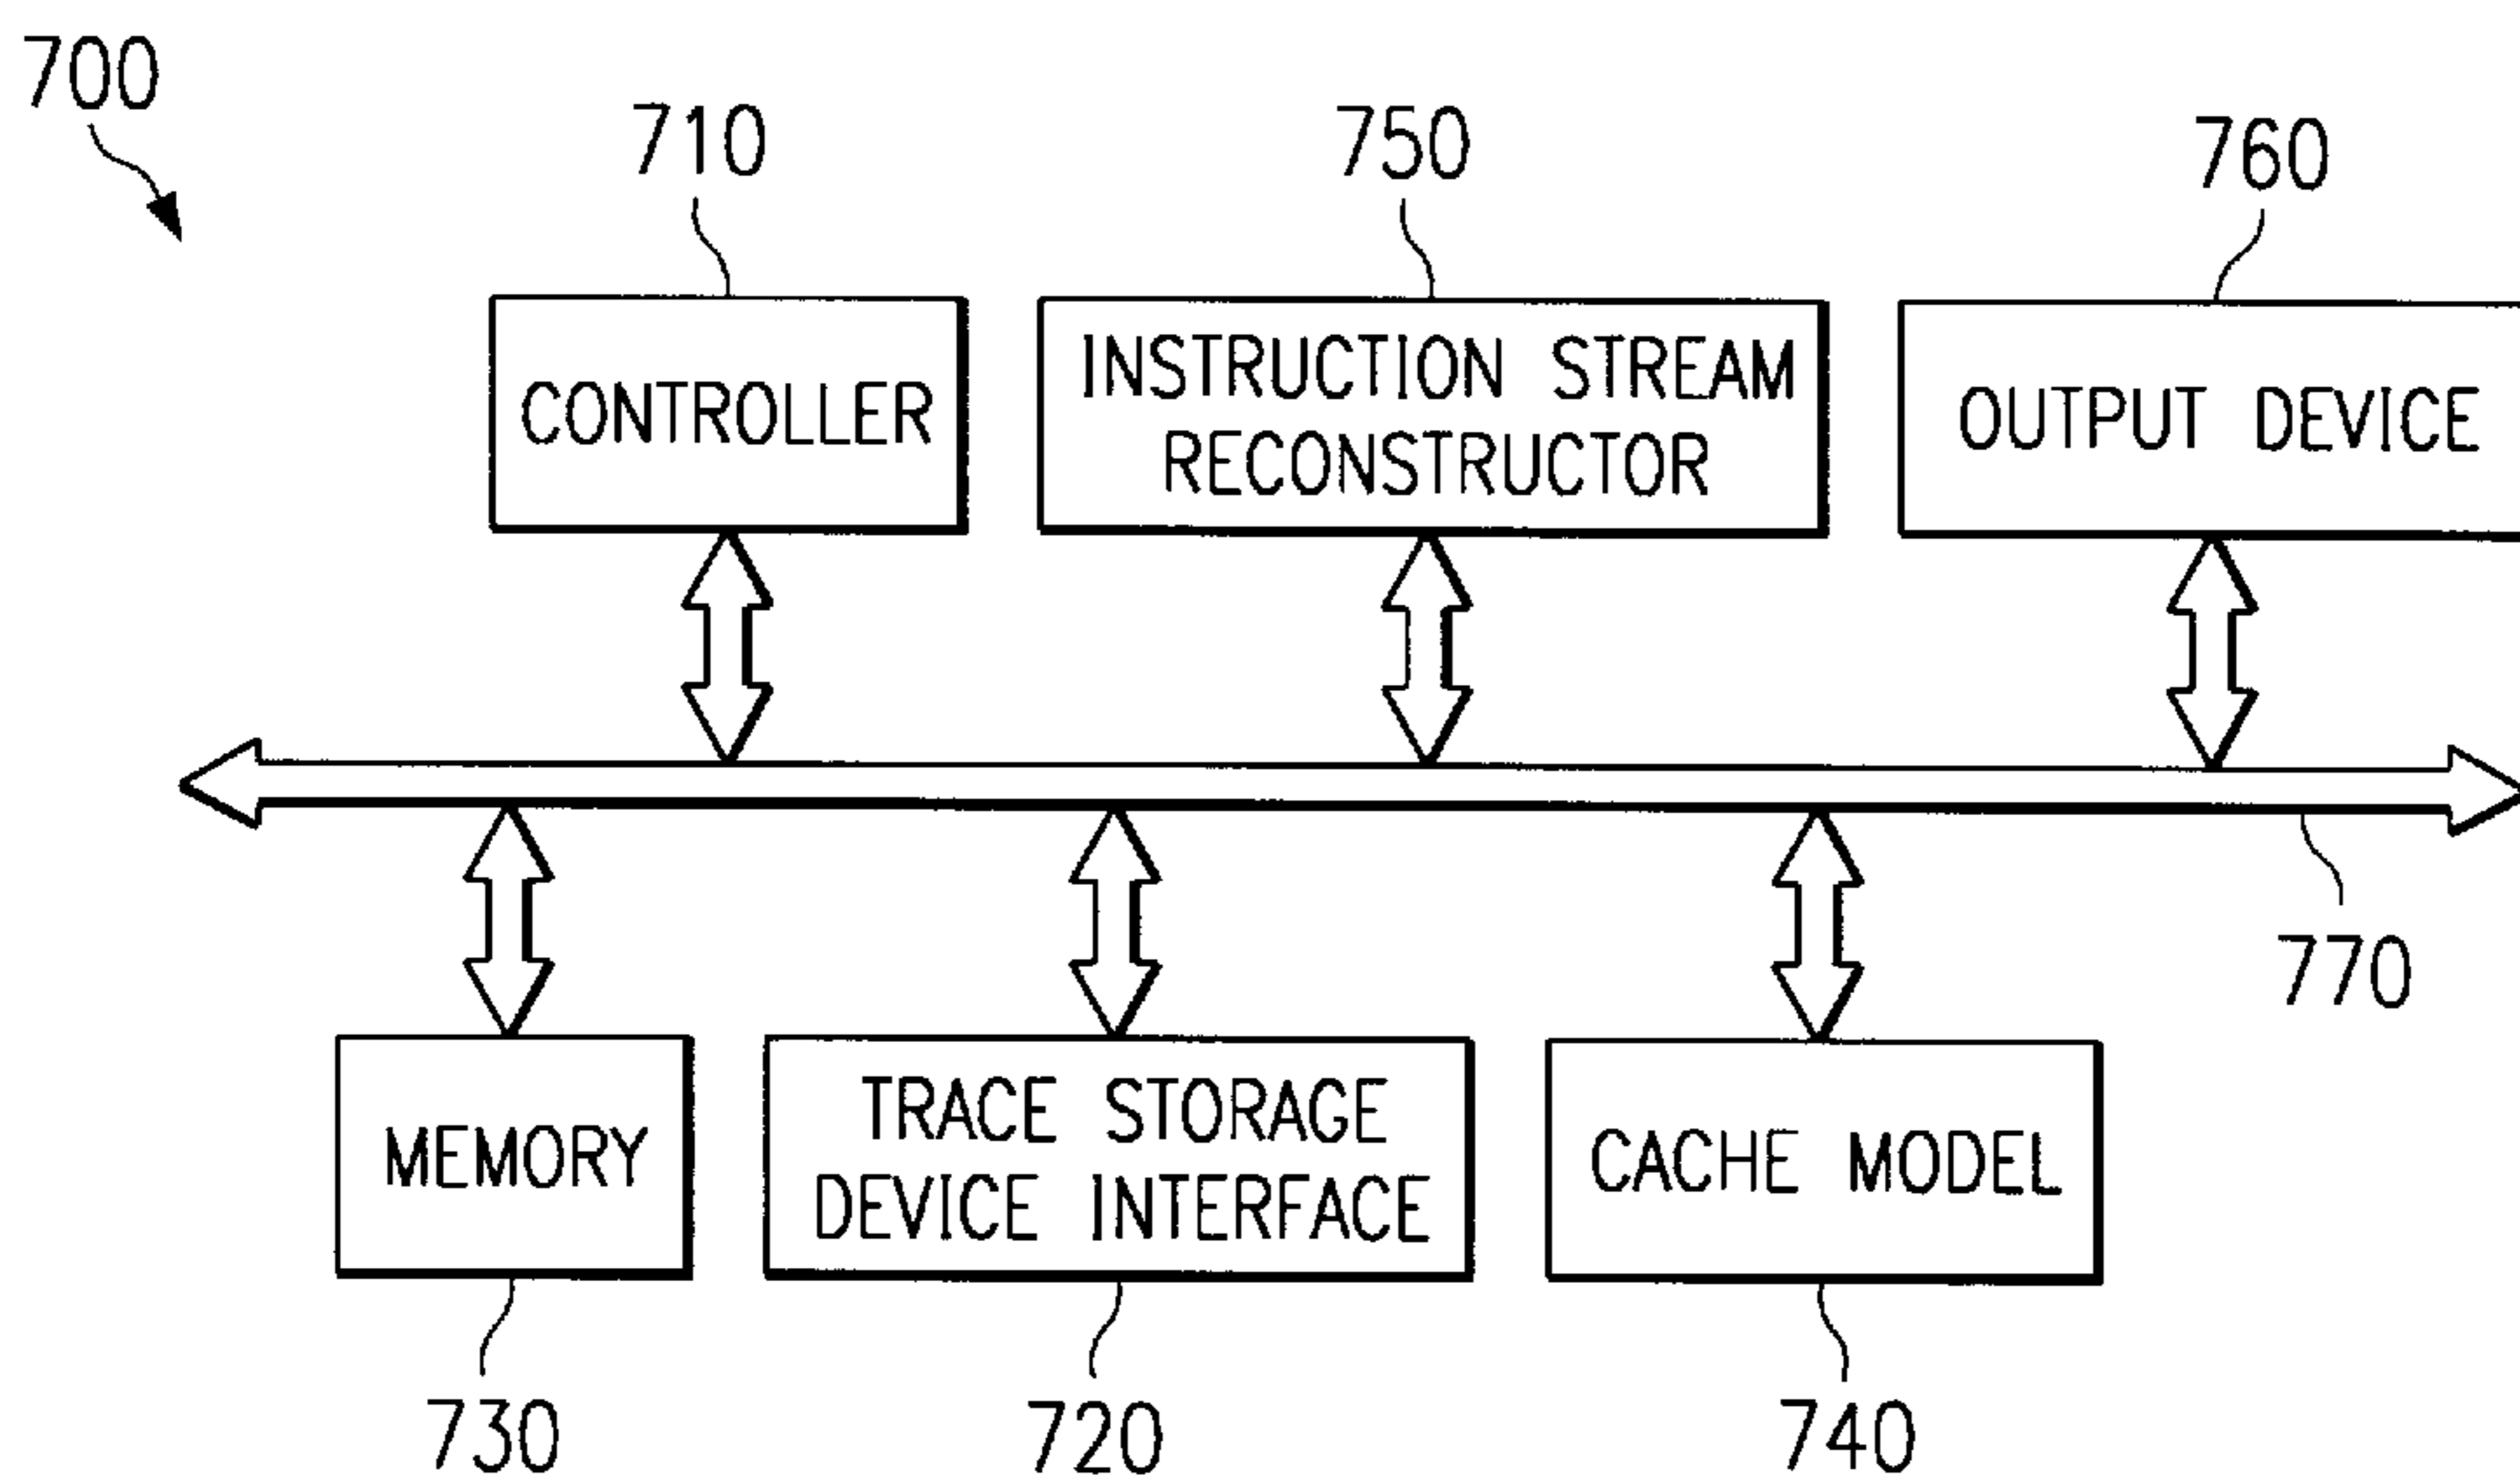 700
710
750
760
CONTROLLER
INSTRUCTION STREAM
RECONSTRUCTOR
OUTPUT DEVICE
770
MEMORY
TRACE STORAGE
DEVICE INTERFACE
CACHE MODEL
730
720
740